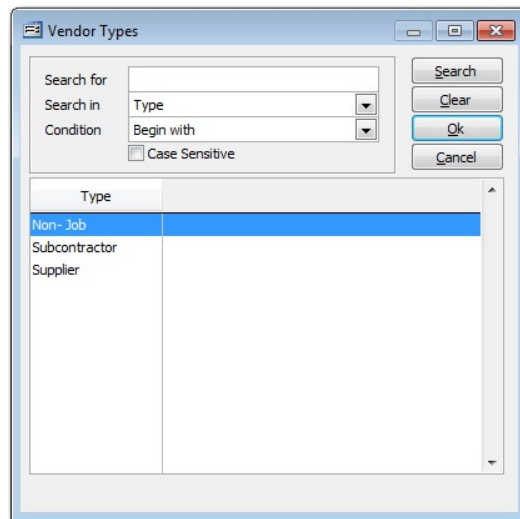 Vendor Types
Search for
Search in Type
Condition Begin with
Case Sensitive
Search
Clear
Ok
Cancel
Type
Non- Job
Subcontractor
Supplier